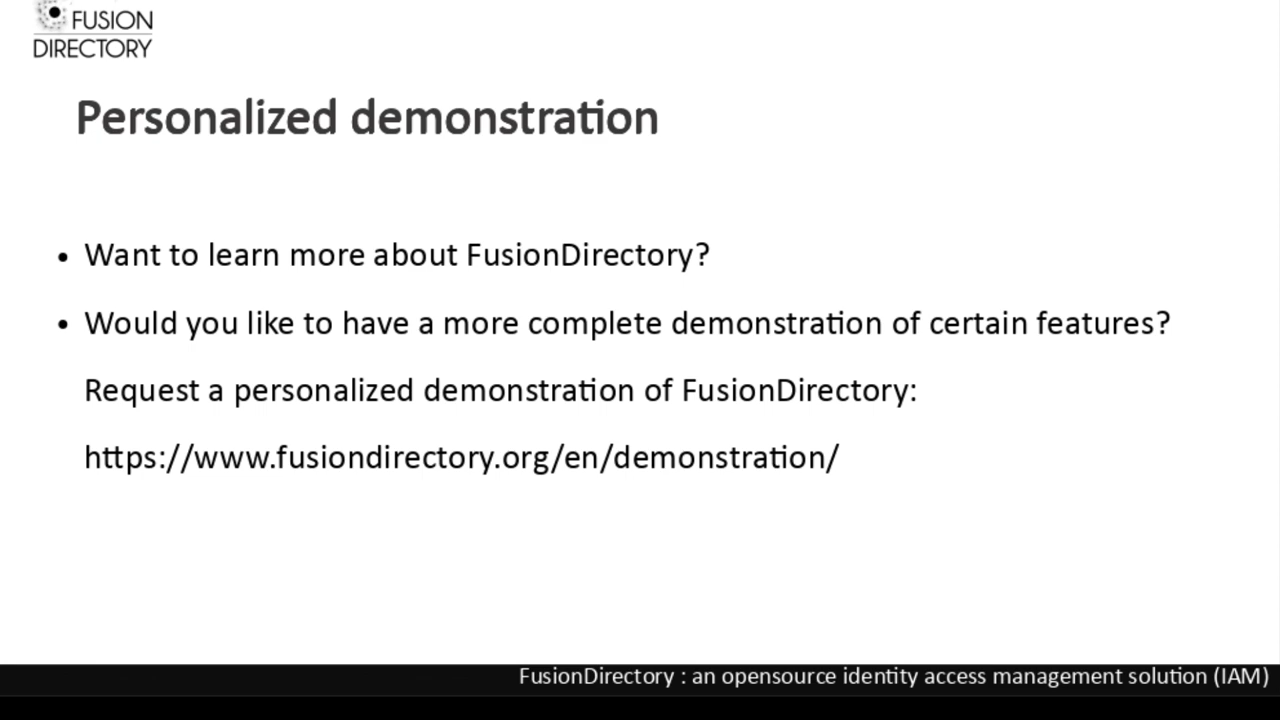 FUSION
DIRECTORY
Personalized demonstration
• Want to learn more about FusionDirectory?
• Would you like to have a more complete demonstration of certain features?
Request a personalized demonstration of FusionDirectory:
https://www.fusiondirectory.org/en/demonstration/
FusionDirectory : an opensource identity access management solution (IAM)